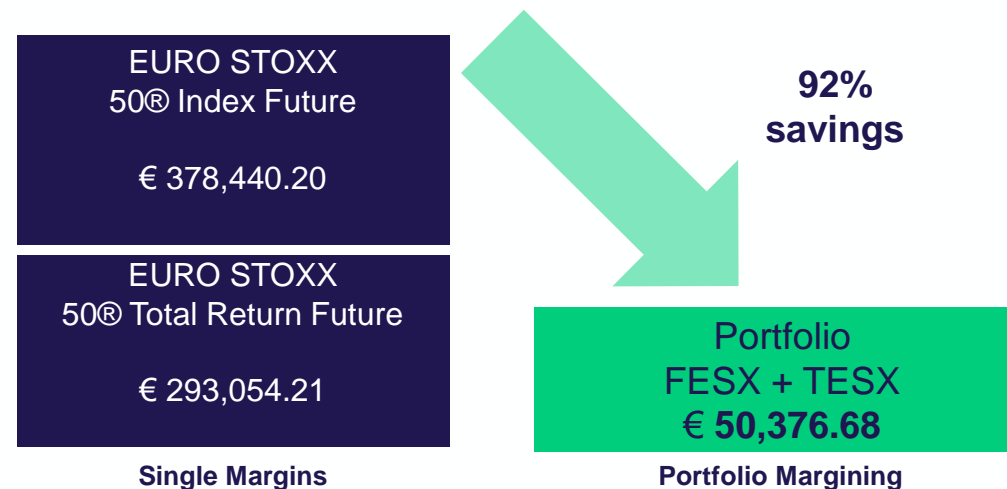 EURO STOXX
50® Index Future
€ 378,440.20
EURO STOXX
50® Total Return Future
€ 293,054.21
Single Margins
92%
savings
Portfolio
FESX + TESX
€ 50,376.68
Portfolio Margining